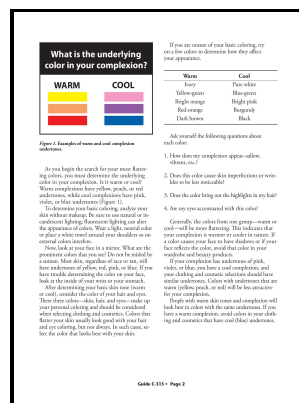 What is the underlying
color in your complexion?
WARM COOL
Figure 1. Examples of warm and cool complexion
undertones.
As you begin the search for your most flatter-
ing colors, you must determine the underlying
color in your complexion. Is it warm or cool?
Warm complexions have yellow, peach, or red
undertones, while cool complexions have pink,
violet, or blue undertones (Figure 1).
To determine your basic coloring, analyze your
skin without makeup. Be sure to use natural or in-
candescent lighting; fluorescent lighting can alter
the appearance of colors. Wear a light, neutral color
or place a white towel around your shoulders so no
external colors interfere.
Now, look at your face in a mirror. What are the
prominent colors that you see? Do not be misled by
a suntan. Most skin, regardless of race or tan, will
have undertones of yellow, red, pink, or blue. If you
have trouble determining the color on your face,
look at the inside of your wrist or your stomach.
After determining your basic skin tone (warm
or cool), consider the color of your hair and eyes.
These three colors—skin, hair, and eyes—make up
your personal coloring and should be considered
when selecting clothing and cosmetics. Colors that
flatter your skin usually look good with your hair
and eye coloring, but not always. In such cases, se-
lect the color that looks best with your skin.
If you are unsure of your basic coloring, try
on a few colors to determine how they affect
your appearance.
Warm Cool
Ivory Pure white
Yellow-green Blue-green
Bright orange Bright pink
Red-orange Burgundy
Dark brown Black
Ask yourself the following questions about
each color:
1. How does my complexion appear–sallow,
vibrant, etc.?
2. Does this color cause skin imperfections or wrin-
kles to be less noticeable?
3. Does the color bring out the highlights in my hair?
4. Are my eyes accentuated with this color?
Generally, the colors from one group—warm or
cool—will be more flattering. This indicates that
your complexion is warmer or cooler in nature. If
a color causes your face to have shadows or if your
face reflects the color, avoid that color in your
wardrobe and beauty products.
If your complexion has undertones of pink,
violet, or blue, you have a cool complexion, and
your clothing and cosmetic selections should have
similar undertones. Colors with undertones that are
warm (yellow, peach, or red) will be less attractive
for your complexion.
People with warm skin tones and complexion will
look best in colors with the same undertones. If you
have a warm complexion, avoid colors in your cloth-
ing and cosmetics that have cool (blue) undertones.
Guide C-315 • Page 2